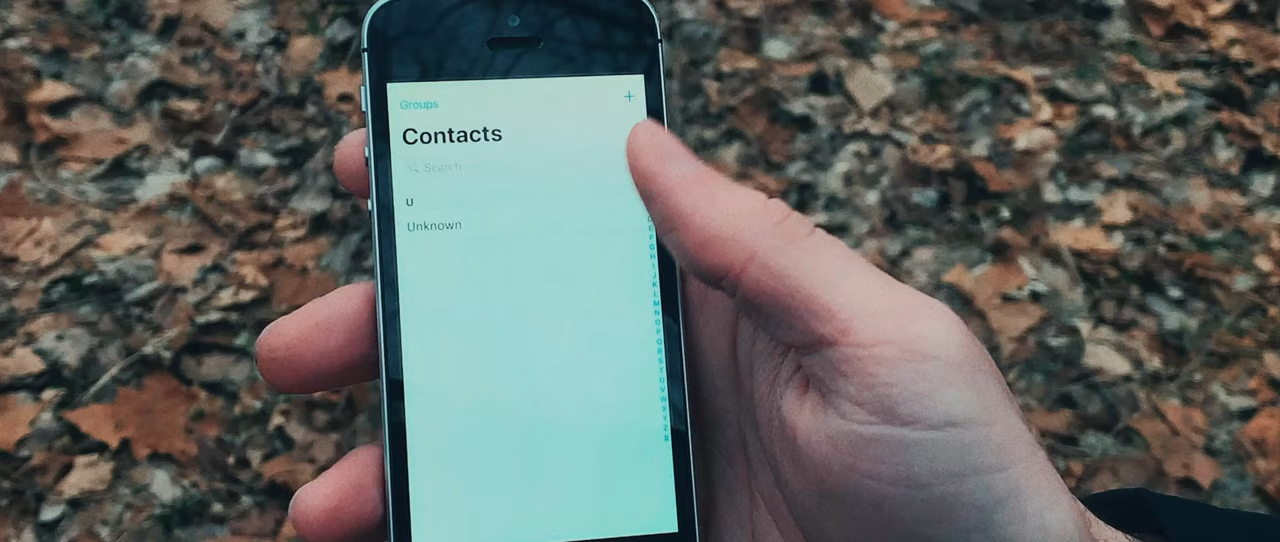 Groups +
Contacts
Search
U
Unknown
D
E
F
G
H
I
J
K
L
M
N
O
P
Q
R
S
T
U
V
W
X
Y
Z
#